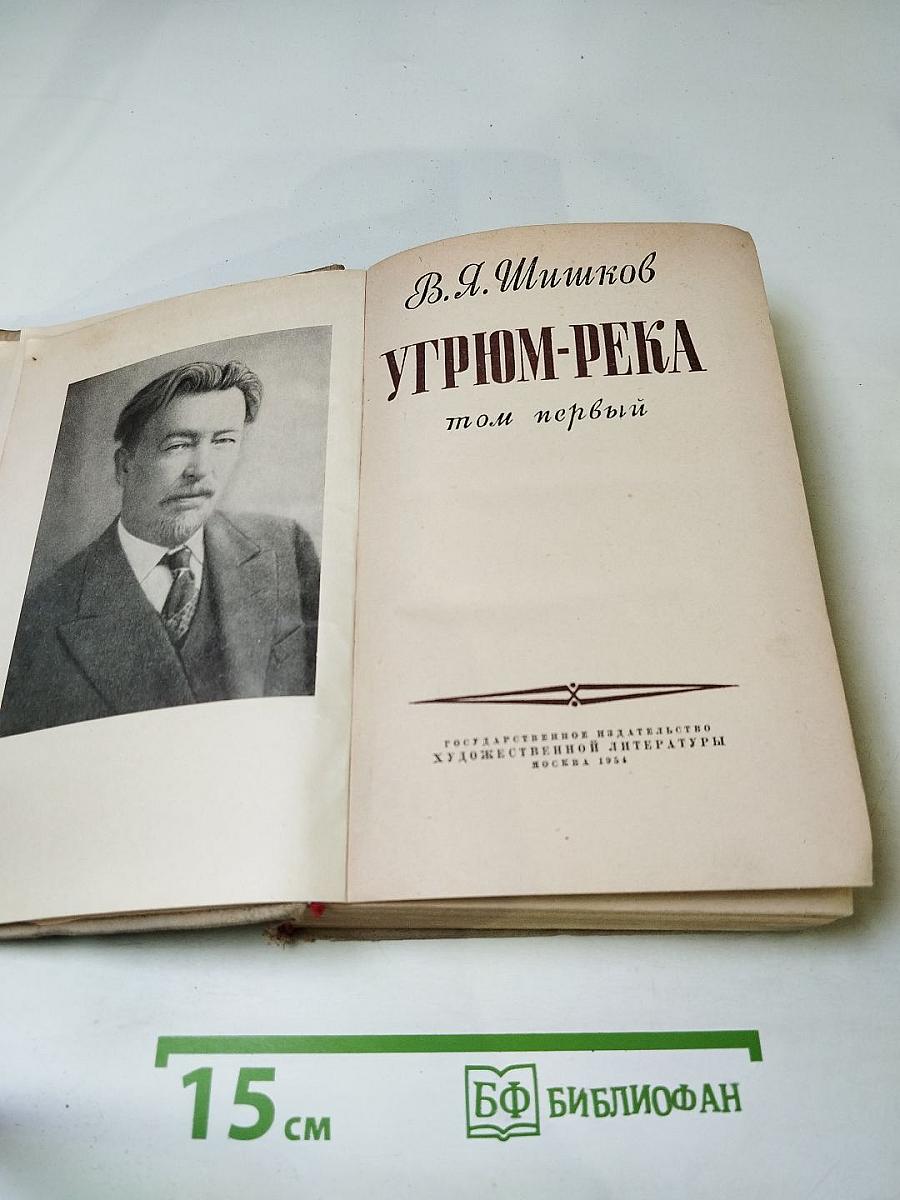 В. Я. Шишков
УГРЮМ-РЕКА
том первый
ГОСУДАРСТВЕННОЕ ИЗДАТЕЛЬСТВО
ХУДОЖЕСТВЕННОЙ ЛИТЕРАТУРЫ
МОСКВА 1954
15 см
БФ БИБЛИОФАН